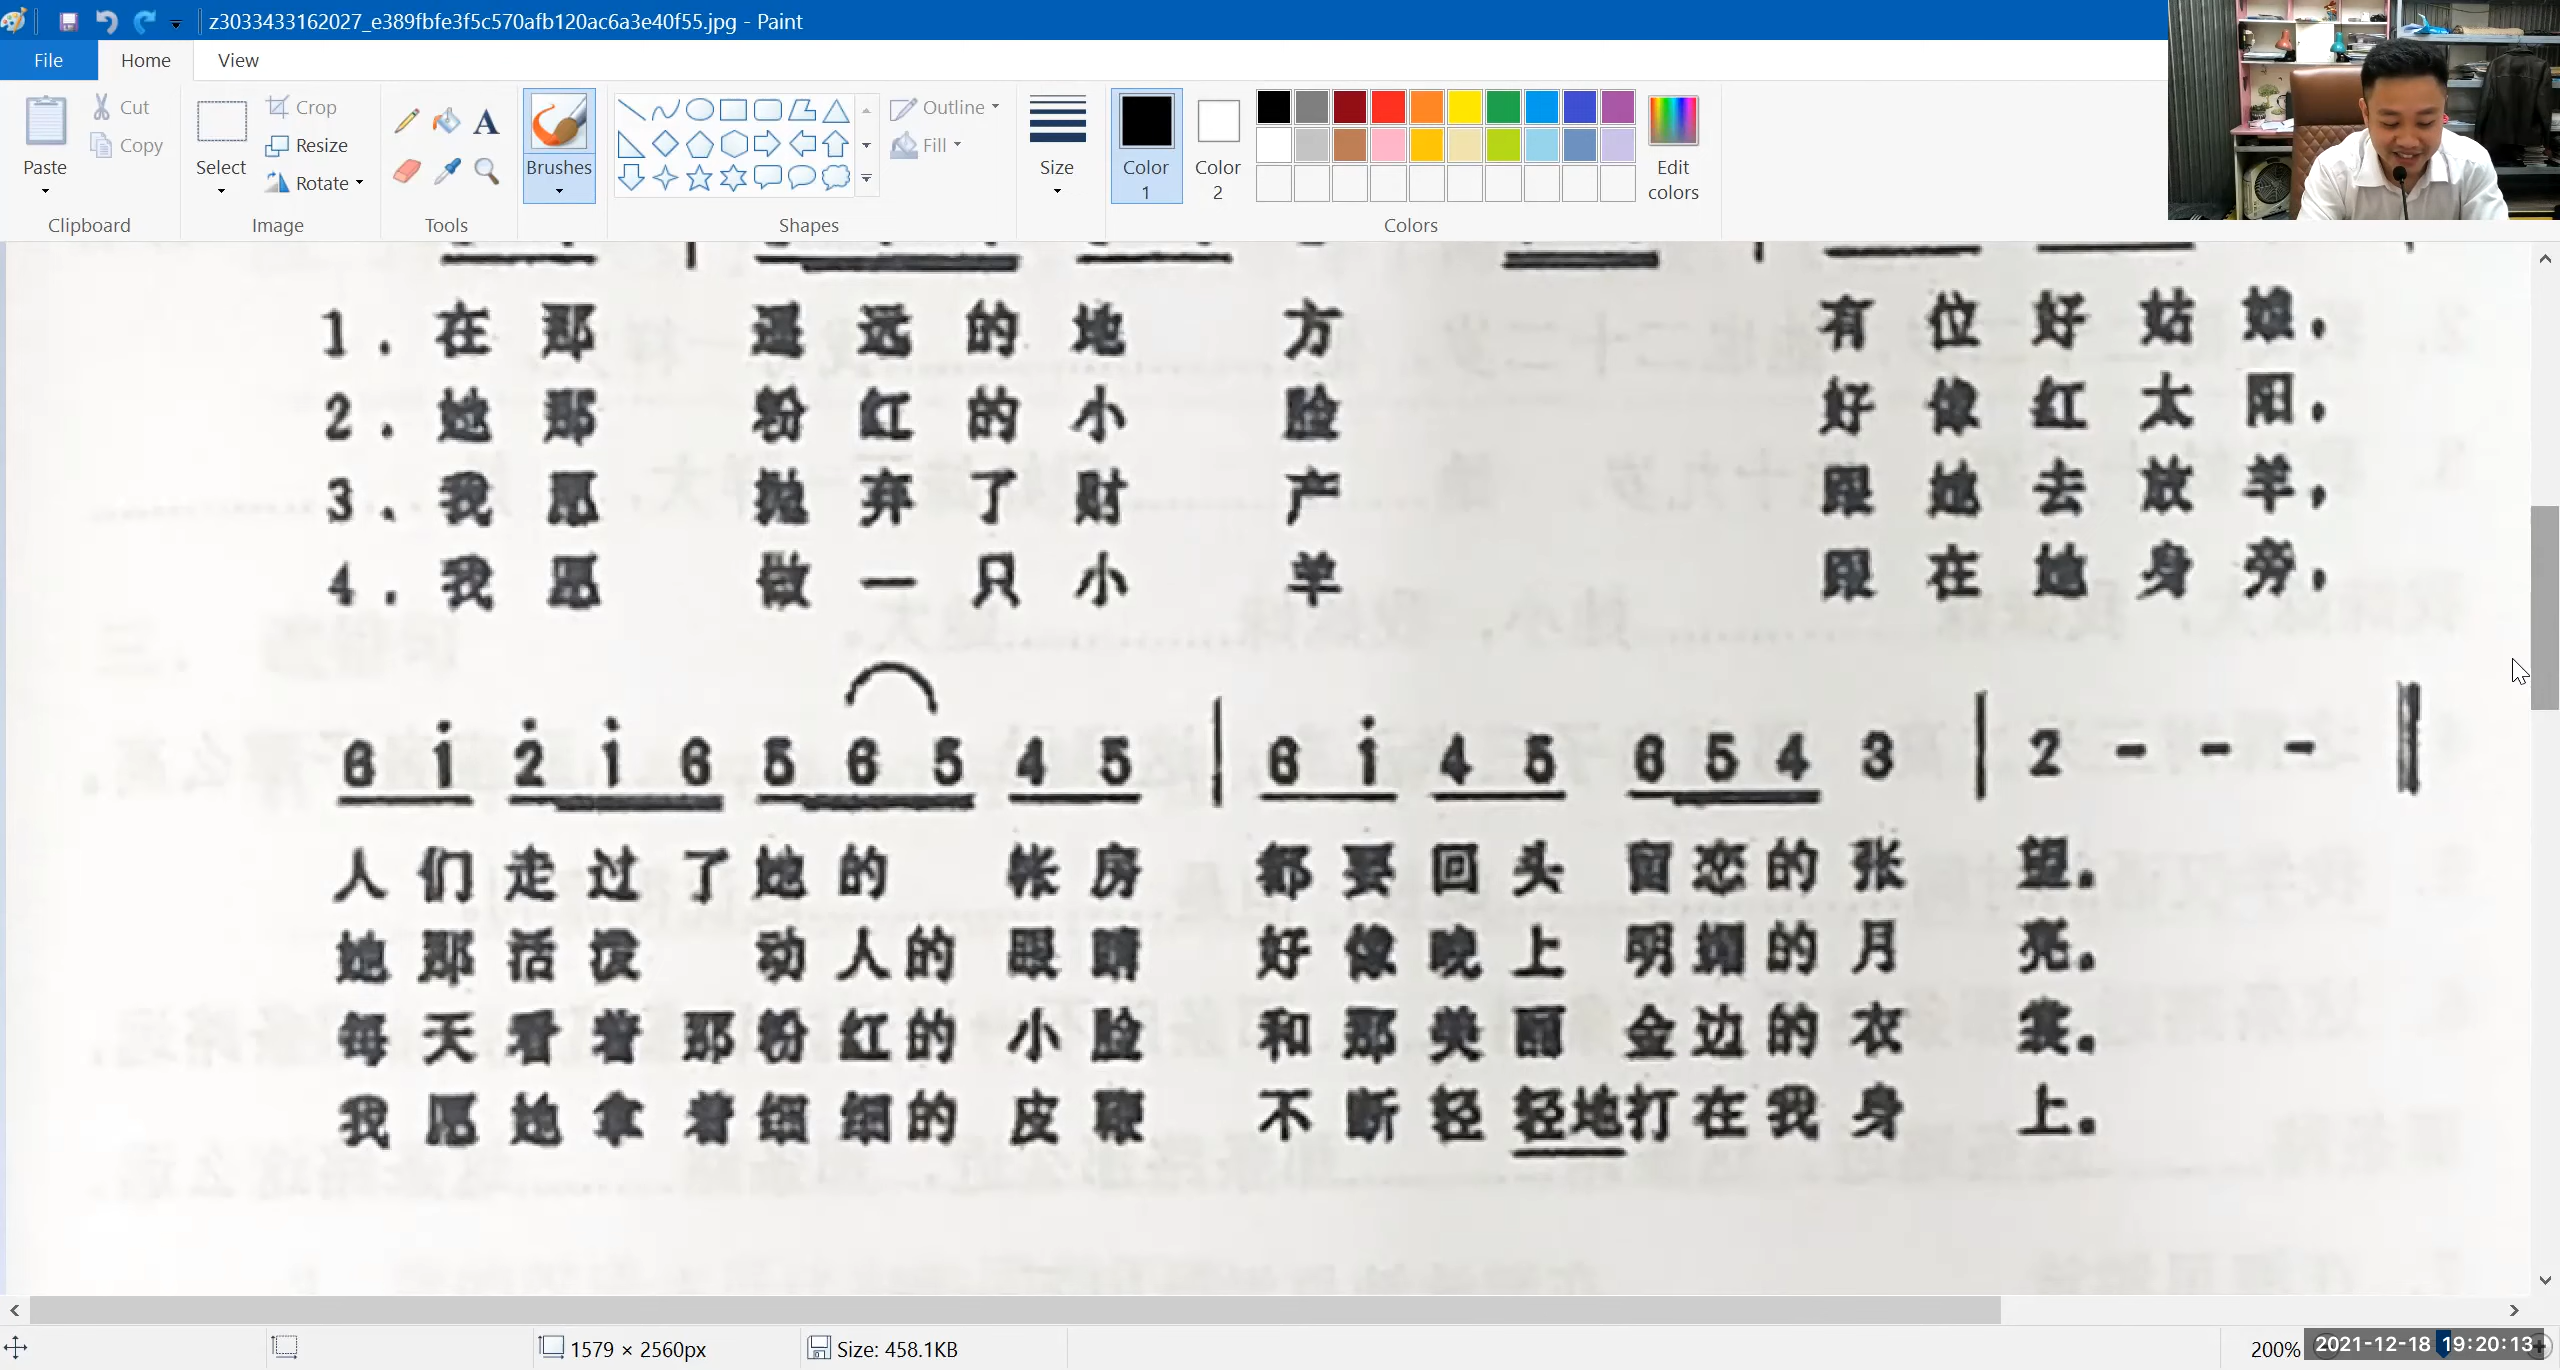 z3033433162027_e389fbfe3f5c570afb120ac6a3e40f55.jpg - Paint
File Home View
Paste Cut Copy Clipboard
Select Crop Resize Rotate Image
Tools
Brushes
Outline Fill Shapes
Size
Color 1 Color 2 Edit colors Colors
1. 在那 遥远的地 方 有位好姑娘,
2. 她那 粉红的小 脸 好像红太阳,
3. 我愿 抛弃了财 产 跟她去放羊,
4. 我愿 做一只小 羊 跟在她身旁,
6 i 2 i 6 5 6 5 4 5 | 6 i 4 5 6 5 4 3 | 2 - - - ‖
人们走过了她的 帐房 都要回头 留恋的张 望。
她那活泼 动人的 眼睛 好像晚上 明媚的月 亮。
每天看着那粉红的 小脸 和那美丽 金边的衣 裳。
我愿她拿着细细的 皮鞭 不断轻轻地打在我身 上。
1579 × 2560px Size: 458.1KB 200% 2021-12-18 19:20:13